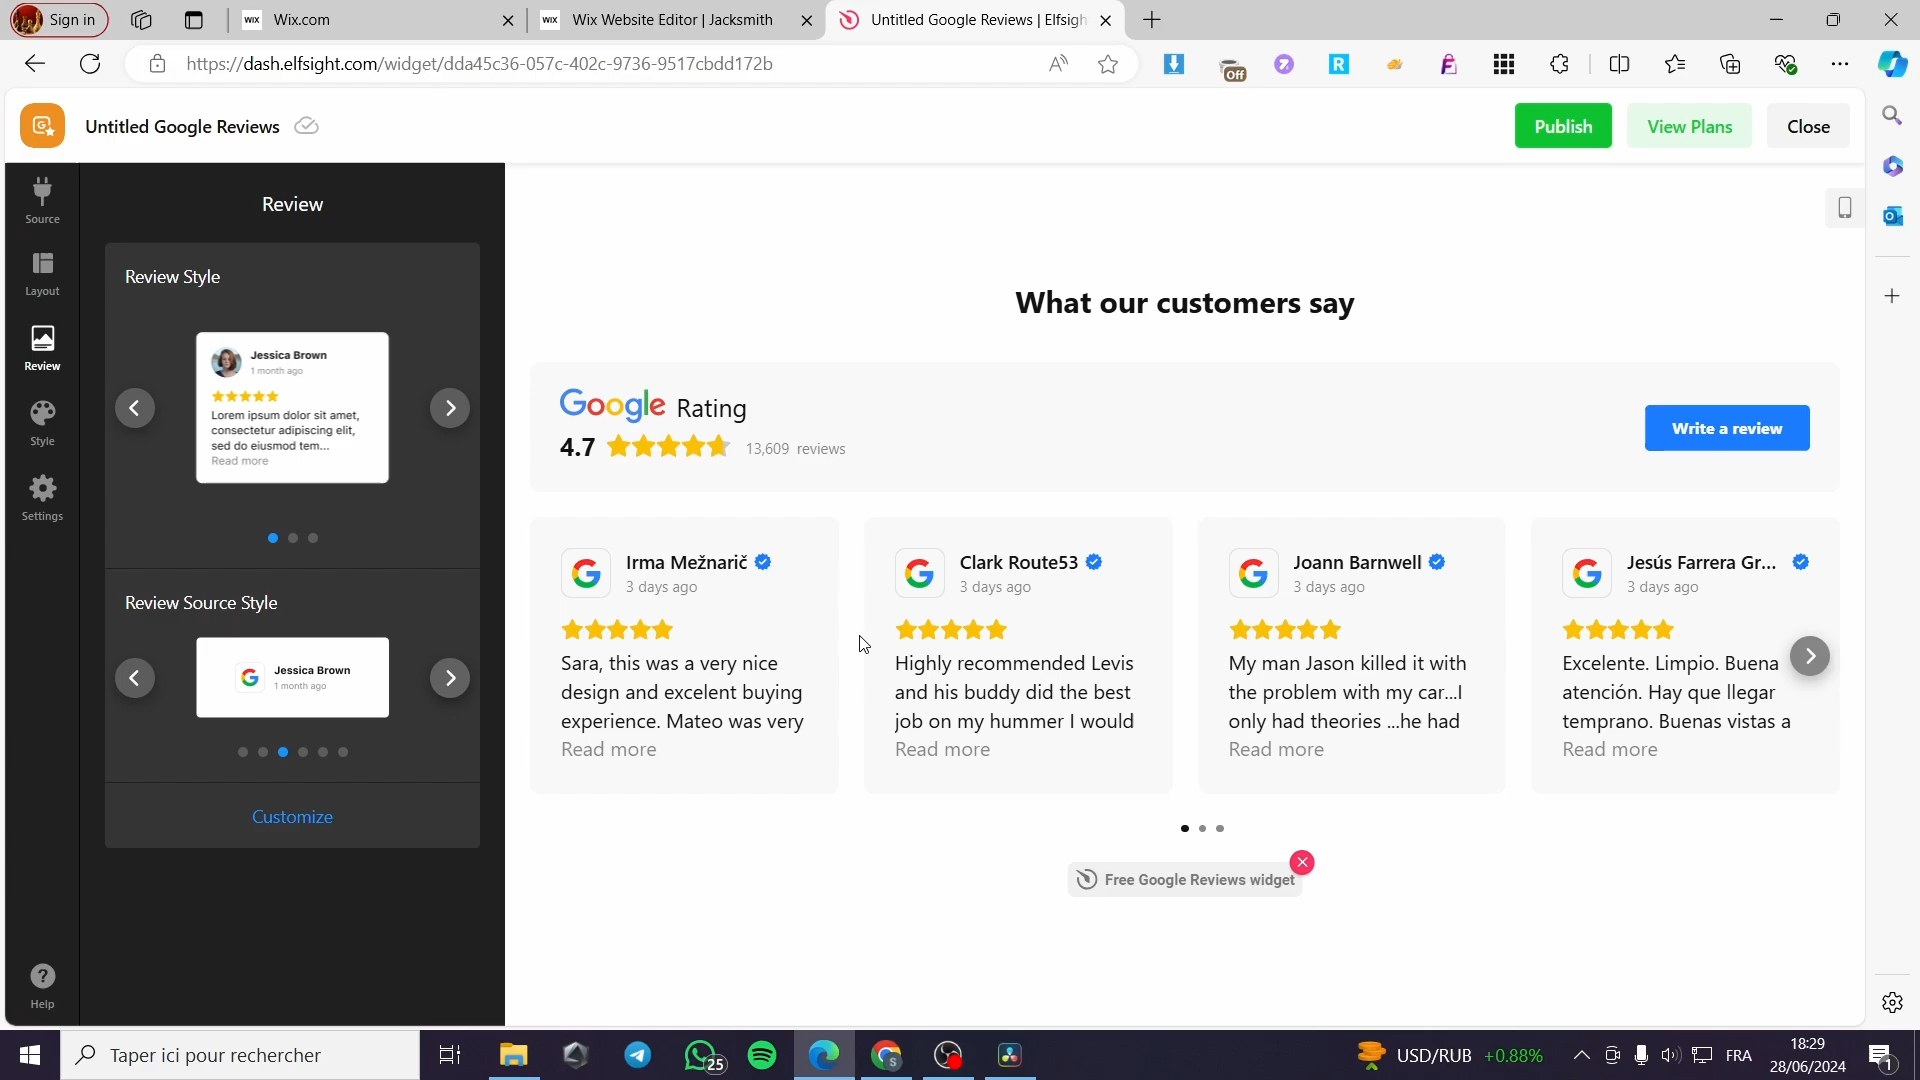 Sign in
Wix.com
Wix Website Editor | Jacksmith
Untitled Google Reviews | Elfsigh
https://dash.elfsight.com/widget/dda45c36-057c-402c-9736-9517cbdd172b
Off
Untitled Google Reviews
Publish
View Plans
Close
Source
Layout
Review
Style
Settings
Help
Review
Review Style
Jessica Brown
1 month ago
Lorem ipsum dolor sit amet,
consectetur adipiscing elit,
sed do eiusmod tem...
Read more
Review Source Style
Jessica Brown
1 month ago
Customize
What our customers say
Google Rating
4.7
13,609 reviews
Write a review
Irma Mežnarič
3 days ago
Sara, this was a very nice
design and excelent buying
experience. Mateo was very
Read more
Clark Route53
3 days ago
Highly recommended Levis
and his buddy did the best
job on my hummer I would
Read more
Joann Barnwell
3 days ago
My man Jason killed it with
the problem with my car...I
only had theories ...he had
Read more
Jesús Farrera Gr...
3 days ago
Excelente. Limpio. Buena
atención. Hay que llegar
temprano. Buenas vistas a
Read more
Free Google Reviews widget
Taper ici pour rechercher
25
USD/RUB +0.88%
FRA
18:29
28/06/2024
1